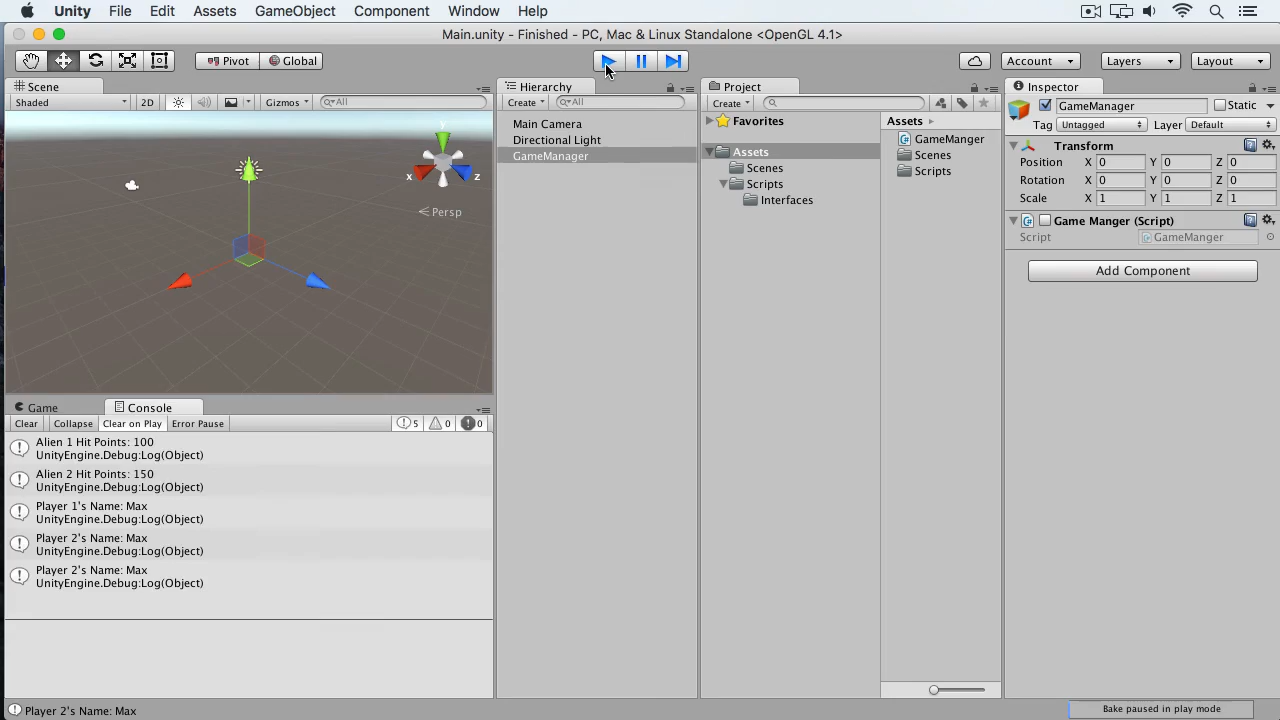 Unity File Edit Assets GameObject Component Window Help
Main.unity - Finished - PC, Mac & Linux Standalone <OpenGL 4.1>
Pivot Global Account Layers Layout
Scene
Shaded 2D Gizmos All
y
x z
Persp
Hierarchy
Create All
Main Camera
Directional Light
GameManager
Project
Create
Favorites
Assets
Scenes
Scripts
Interfaces
Assets
GameManger
Scenes
Scripts
Inspector
GameManager Static
Tag Untagged Layer Default
Transform
Position X 0 Y 0 Z 0
Rotation X 0 Y 0 Z 0
Scale X 1 Y 1 Z 1
Game Manger (Script)
Script GameManger
Add Component
Game Console
Clear Collapse Clear on Play Error Pause 5 0 0
Alien 1 Hit Points: 100
UnityEngine.Debug:Log(Object)
Alien 2 Hit Points: 150
UnityEngine.Debug:Log(Object)
Player 1's Name: Max
UnityEngine.Debug:Log(Object)
Player 2's Name: Max
UnityEngine.Debug:Log(Object)
Player 2's Name: Max
UnityEngine.Debug:Log(Object)
Player 2's Name: Max
Bake paused in play mode